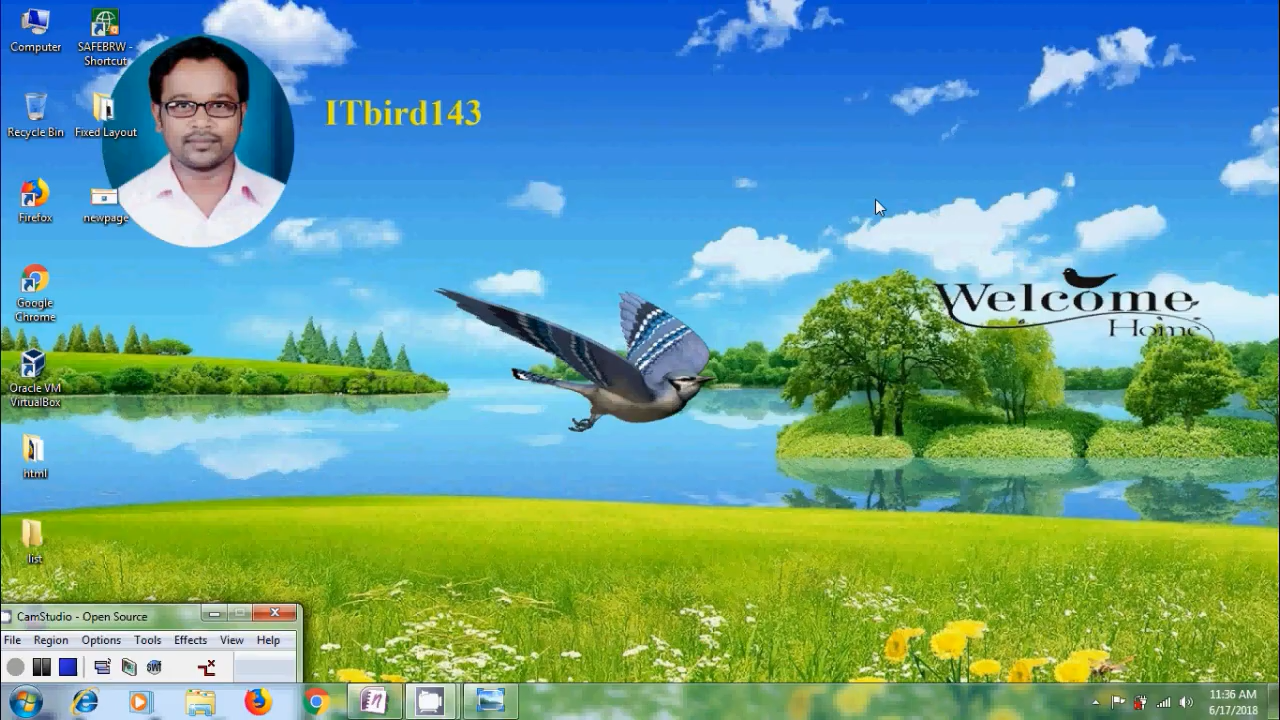 Computer
SAFEBRW -
Shortcut
Recycle Bin
Fixed Layout
Firefox
newpage
Google
Chrome
Oracle VM
VirtualBox
html
list
ITbird143
Welcome
Home
CamStudio - Open Source
File Region Options Tools Effects View Help
SWF
11:36 AM
6/17/2018